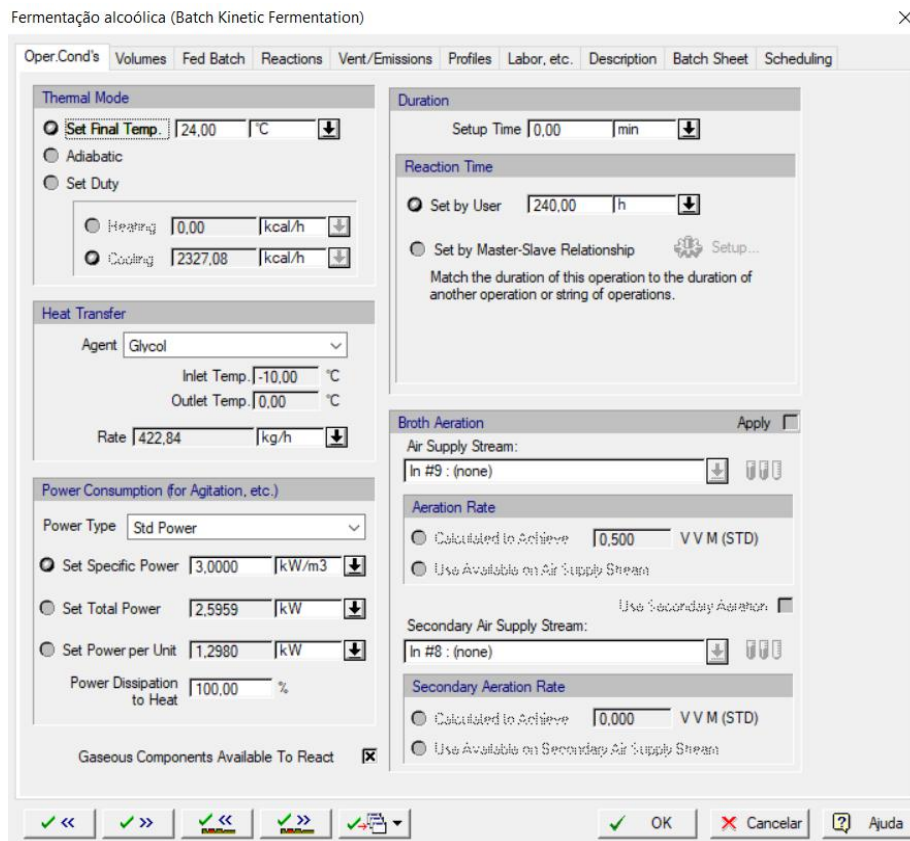 Fermentação alcoólica (Batch Kinetic Fermentation)
Oper.Cond's Volumes Fed Batch Reactions Vent/Emissions Profiles Labor, etc. Description Batch Sheet Scheduling
Thermal Mode
Set Final Temp. 24,00 °C
Adiabatic
Set Duty
Heating 0,00 kcal/h
Cooling 2327,08 kcal/h
Heat Transfer
Agent Glycol
Inlet Temp. -10,00 °C
Outlet Temp. 0,00 °C
Rate 422,84 kg/h
Power Consumption (for Agitation, etc.)
Power Type Std Power
Set Specific Power 3,0000 kW/m3
Set Total Power 2,5959 kW
Set Power per Unit 1,2980 kW
Power Dissipation
to Heat 100,00 %
Gaseous Components Available To React
Duration
Setup Time 0,00 min
Reaction Time
Set by User 240,00 h
Set by Master-Slave Relationship Setup...
Match the duration of this operation to the duration of
another operation or string of operations.
Broth Aeration Apply
Air Supply Stream:
In #9 : (none)
Aeration Rate
Calculated to Achieve 0,500 V V M (STD)
Use Available on Air Supply Stream
Use Secondary Aeration
Secondary Air Supply Stream:
In #8 : (none)
Secondary Aeration Rate
Calculated to Achieve 0,000 V V M (STD)
Use Available on Secondary Air Supply Stream
OK Cancelar Ajuda